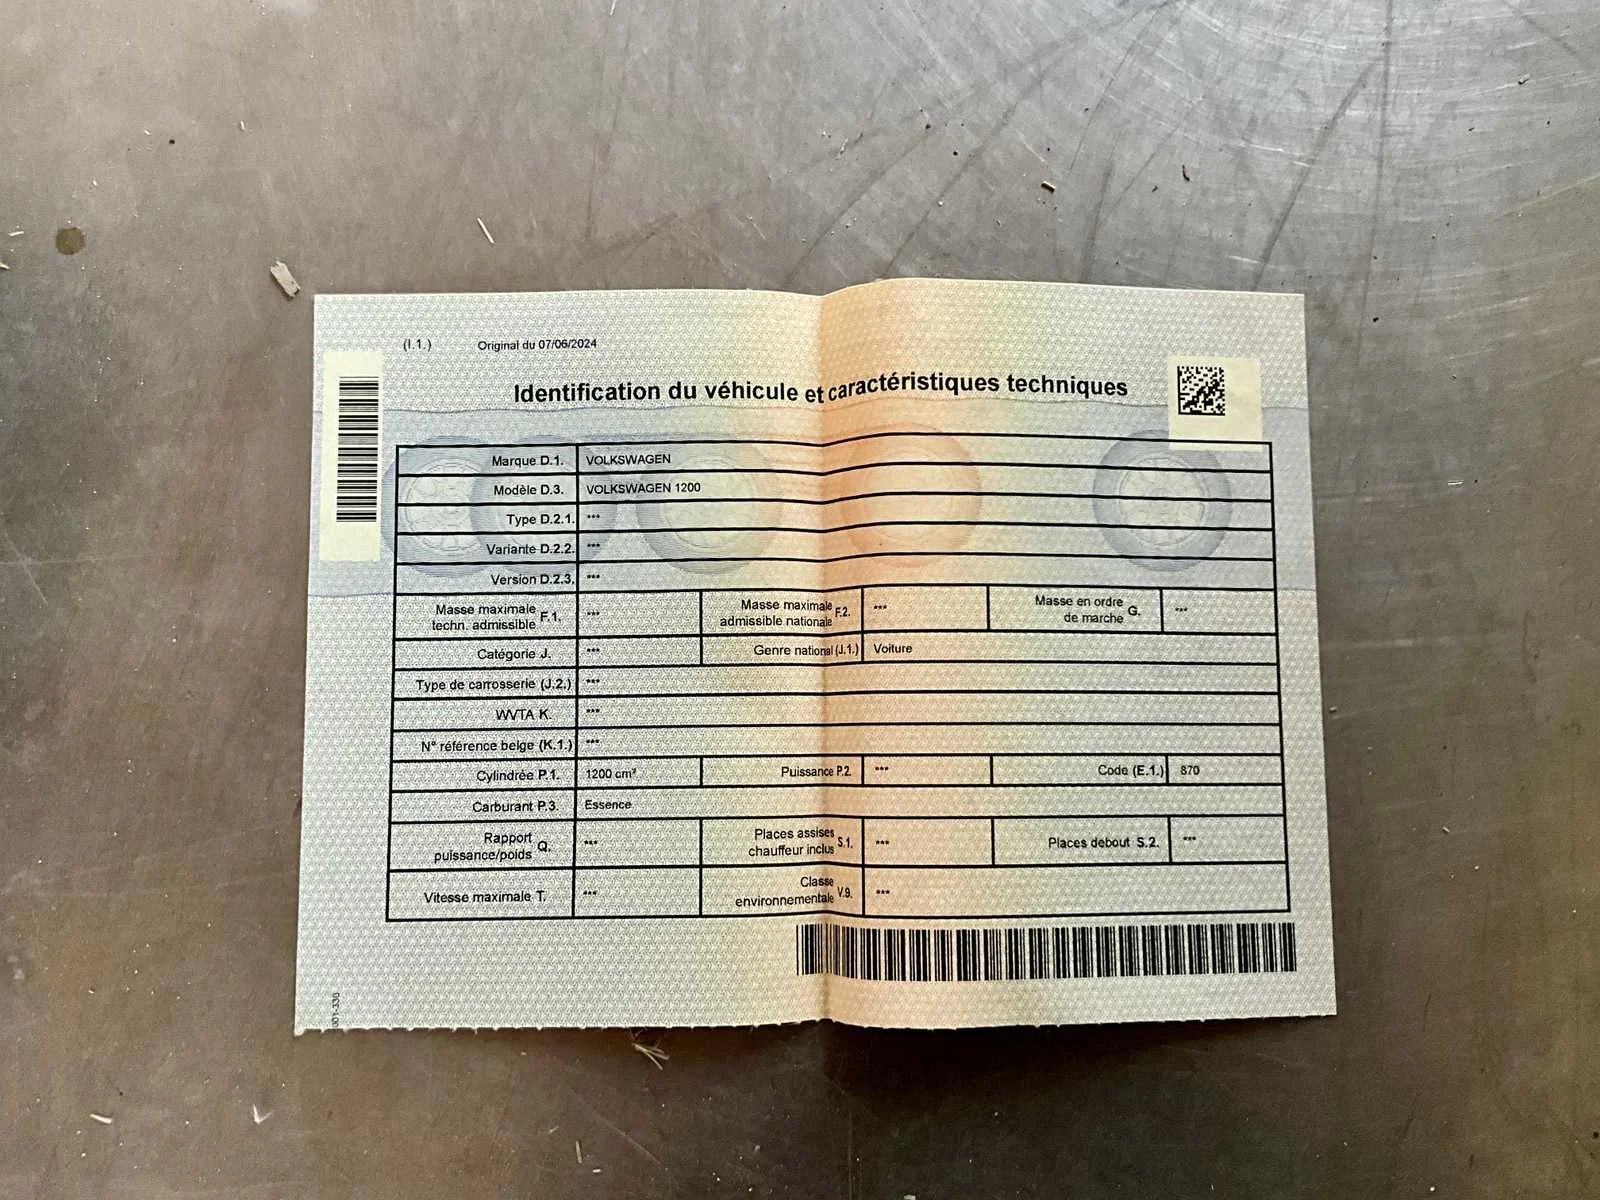 (I.1.) Original du 07/06/2024
Identification du véhicule et caractéristiques techniques
Marque D.1. VOLKSWAGEN
Modèle D.3. VOLKSWAGEN 1200
Type D.2.1. ***
Variante D.2.2. ***
Version D.2.3. ***
Masse maximale
techn. admissible F.1. ***
Masse maximale
admissible nationale F.2. ***
Masse en ordre
de marche G. ***
Catégorie J. *** Genre national (J.1.) Voiture
Type de carrosserie (J.2.) ***
WVTA K. ***
N° référence belge (K.1.) ***
Cylindrée P.1. 1200 cm³ Puissance P.2. *** Code (E.1.) 870
Carburant P.3. Essence
Rapport
puissance/poids Q. ***
Places assises
chauffeur inclus S.1. ***
Places debout S.2. ***
Vitesse maximale T. ***
Classe
environnementale V.9. ***